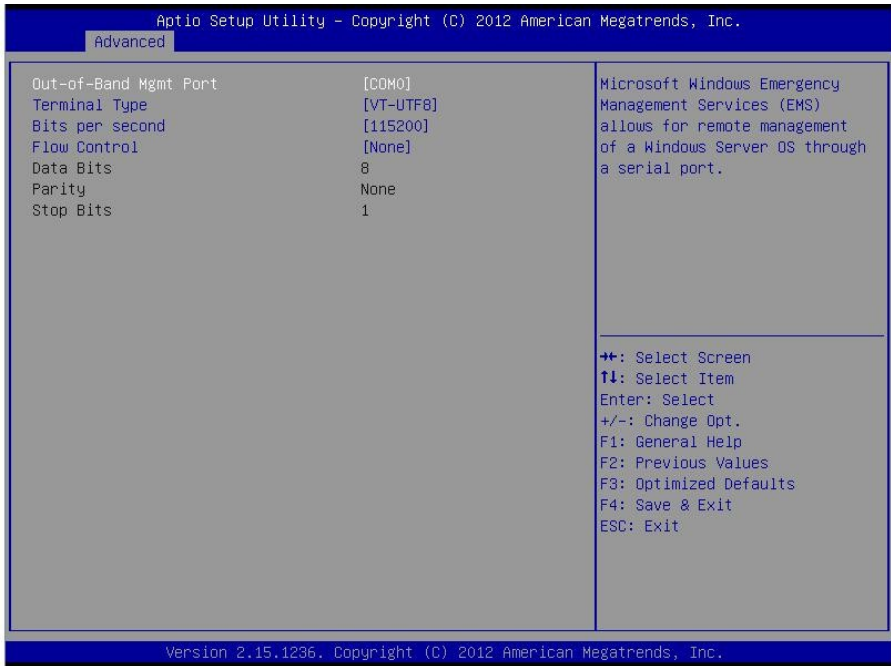 Aptio Setup Utility – Copyright (C) 2012 American Megatrends, Inc.
Advanced
Out-of-Band Mgmt Port [COM0]
Terminal Type [VT-UTF8]
Bits per second [115200]
Flow Control [None]
Data Bits 8
Parity None
Stop Bits 1
Microsoft Windows Emergency
Management Services (EMS)
allows for remote management
of a Windows Server OS through
a serial port.
→←: Select Screen
↑↓: Select Item
Enter: Select
+/-: Change Opt.
F1: General Help
F2: Previous Values
F3: Optimized Defaults
F4: Save & Exit
ESC: Exit
Version 2.15.1236. Copyright (C) 2012 American Megatrends, Inc.